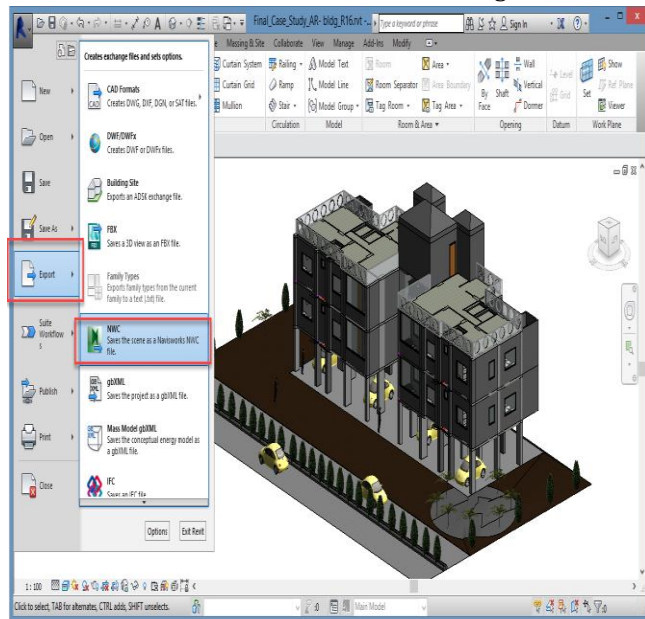 Final_Case_Study_AR- bldg_R16.rvt -...
Type a keyword or phrase
Sign In
Massing & Site Collaborate View Manage Add-Ins Modify
Creates exchange files and sets options.
New
Open
Save
Save As
Export
Suite
Workflow
s
Publish
Print
Close
CAD Formats
Creates DWG, DXF, DGN, or SAT files.
DWF/DWFx
Creates DWF or DWFx files.
Building Site
Exports an ADSK exchange file.
FBX
Saves a 3D view as an FBX file.
Family Types
Exports family types from the current
family to a text (.txt) file.
NWC
Saves the scene as a Navisworks NWC
file.
gbXML
Saves the project as a gbXML file.
Mass Model gbXML
Saves the conceptual energy model as
a gbXML file.
IFC
Saves an IFC file.
Options
Exit Revit
Curtain System Railing Model Text Room Area Wall Show
Curtain Grid Ramp Model Line Room Separator Area Boundary Vertical Level Ref Plane
Mullion Stair Model Group Tag Room Tag Area By Face Shaft Dormer Grid Set Viewer
Circulation Model Room & Area Opening Datum Work Plane
1 : 100
Click to select, TAB for alternates, CTRL adds, SHIFT unselects.
:0
Main Model
:0